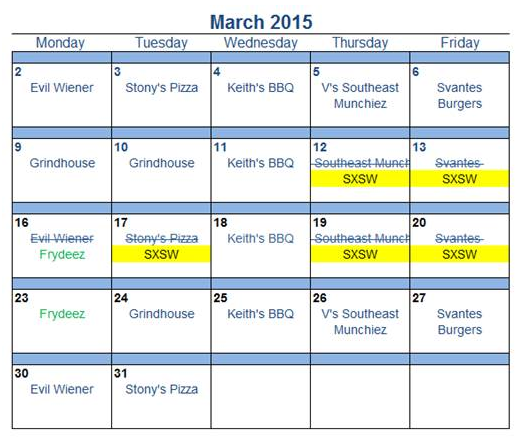 March 2015
Monday Tuesday Wednesday Thursday Friday
2 3 4 5 6
Evil Wiener Stony's Pizza Keith's BBQ V's Southeast Svantes
Munchiez Burgers
9 10 11 12 13
Grindhouse Grindhouse Keith's BBQ Southeast Munch Svantes
SXSW SXSW
16 17 18 19 20
Evil Wiener Stony's Pizza Keith's BBQ Southeast Munch Svantes
Frydeez SXSW SXSW SXSW
23 24 25 26 27
Frydeez Grindhouse Keith's BBQ V's Southeast Svantes
Munchiez Burgers
30 31
Evil Wiener Stony's Pizza